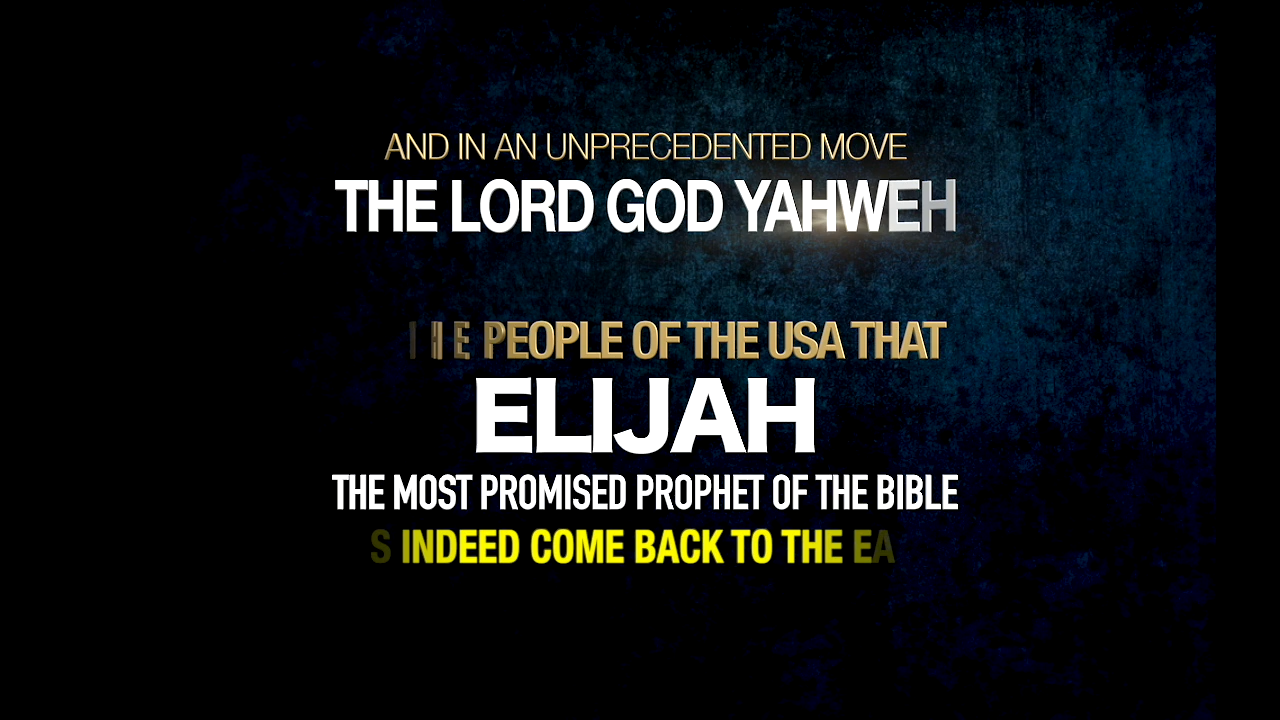 AND IN AN UNPRECEDENTED MOVE
THE LORD GOD YAHWEH
THE PEOPLE OF THE USA THAT
ELIJAH
THE MOST PROMISED PROPHET OF THE BIBLE
INDEED COME BACK TO THE